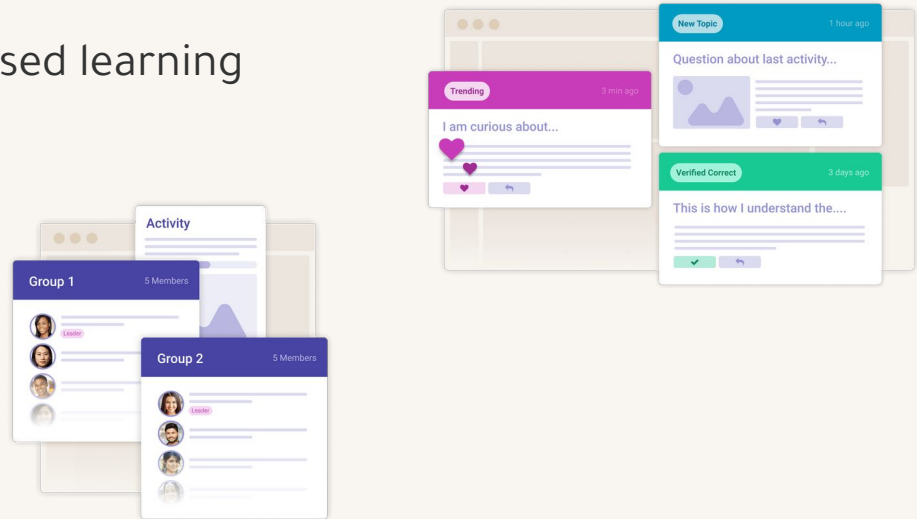 sed learning
New Topic
1 hour ago
Question about last activity...
Trending
3 min ago
I am curious about...
Verified Correct
3 days ago
This is how I understand the....
Activity
Group 1
5 Members
Leader
Group 2
5 Members
Leader